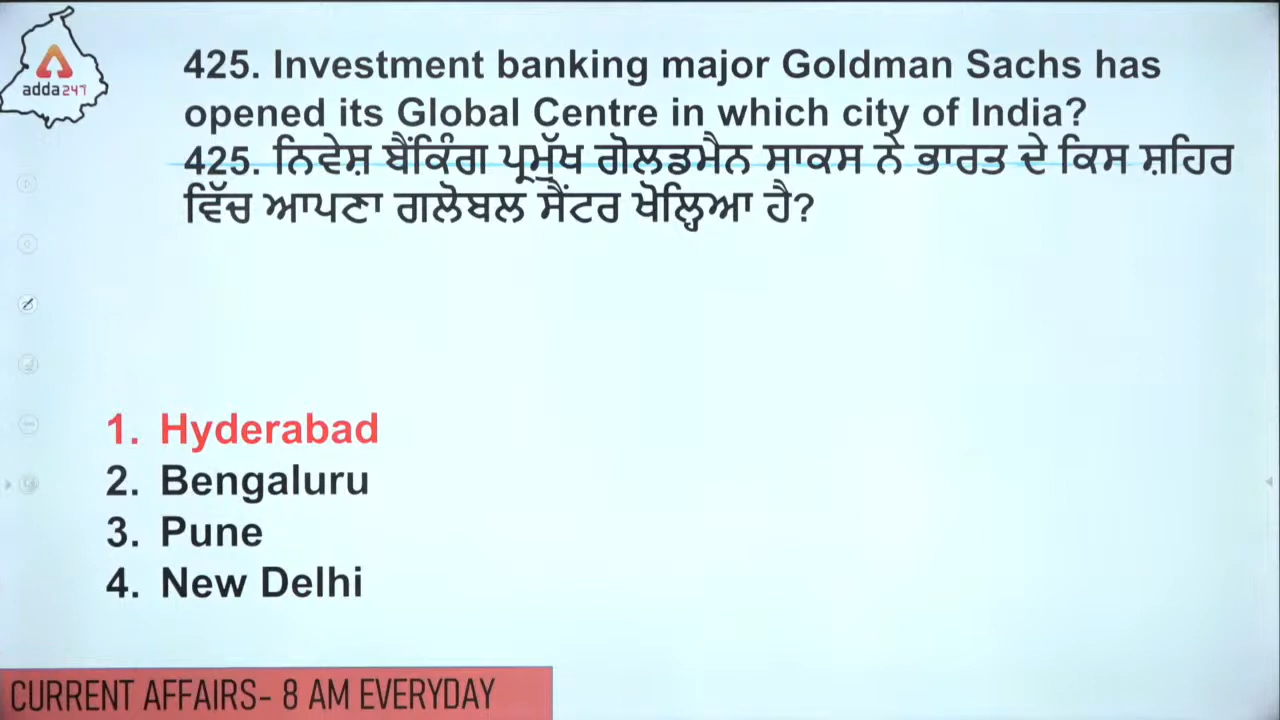 adda247
425. Investment banking major Goldman Sachs has
opened its Global Centre in which city of India?
425. ਨਿਵੇਸ਼ ਬੈਂਕਿੰਗ ਪ੍ਰਮੁੱਖ ਗੋਲਡਮੈਨ ਸਾਕਸ ਨੇ ਭਾਰਤ ਦੇ ਕਿਸ ਸ਼ਹਿਰ
ਵਿੱਚ ਆਪਣਾ ਗਲੋਬਲ ਸੈਂਟਰ ਖੋਲ੍ਹਿਆ ਹੈ?
1. Hyderabad
2. Bengaluru
3. Pune
4. New Delhi
CURRENT AFFAIRS- 8 AM EVERYDAY